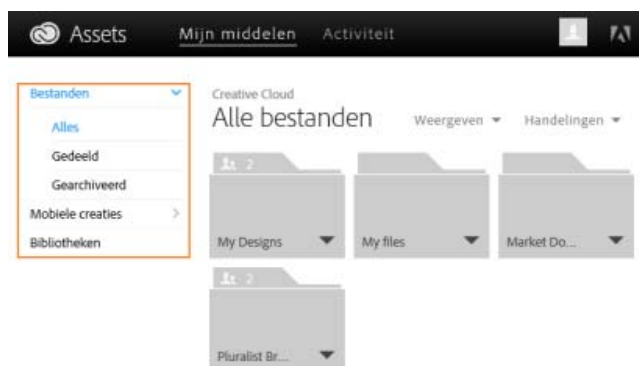 Assets Mijn middelen Activiteit
Bestanden
Alles
Gedeeld
Gearchiveerd
Mobiele creaties
Bibliotheken
Creative Cloud
Alle bestanden Weergeven Handelingen
2
My Designs My files Market Do...
2
Pluralist Br...